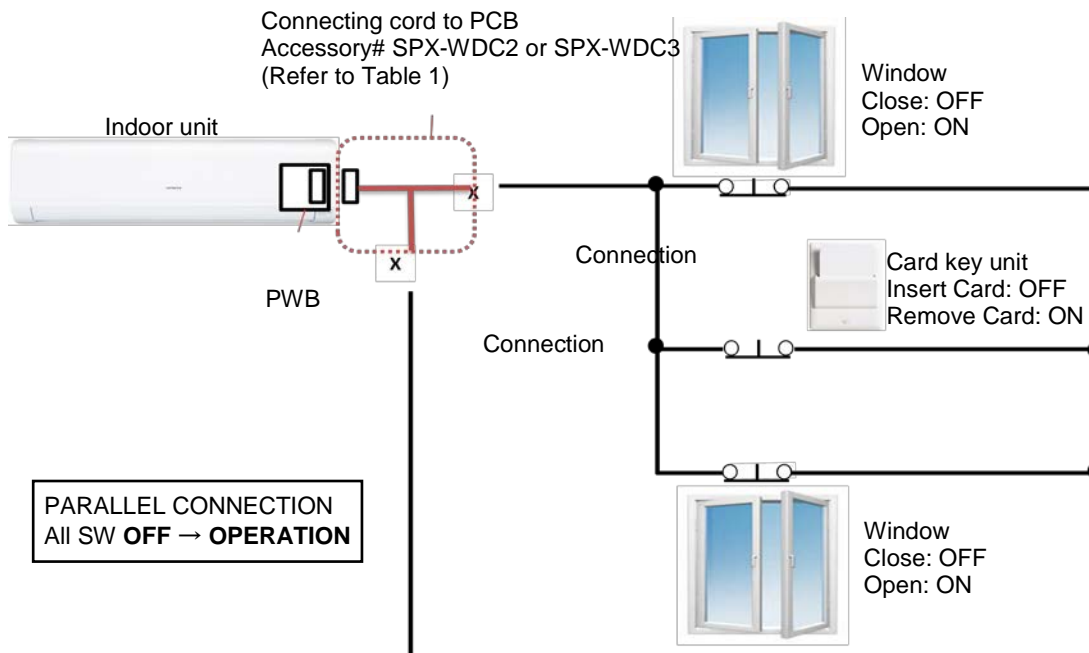 Connecting cord to PCB
Accessory# SPX-WDC2 or SPX-WDC3
(Refer to Table 1)
Indoor unit
HITACHI
X
X
PWB
Window
Close: OFF
Open: ON
Connection
Card key unit
Insert Card: OFF
Remove Card: ON
Connection
PARALLEL CONNECTION
All SW OFF → OPERATION
Window
Close: OFF
Open: ON